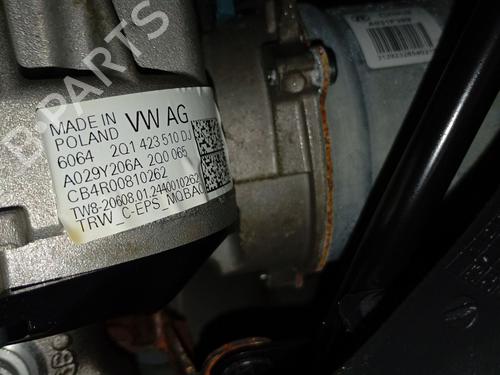 B-PARTS
MADE IN
POLAND VW AG
6064 2Q1 423 510 DJ
A029Y206A 2Q0 065
CB4R00810262
TW8-20608.01.2440010262
TRW_C-EPS_MQBA0